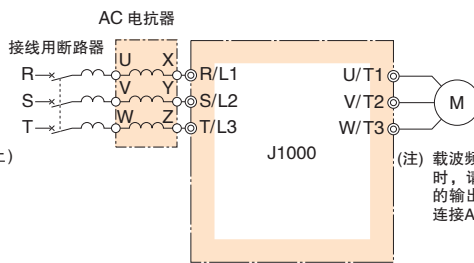 AC 电抗器
接线用断路器
U X
R R/L1 U/T1
V Y
S S/L2 V/T2 M
W Z
T T/L3 W/T3
J1000
(注) 载波频
时，请
的输出
连接A